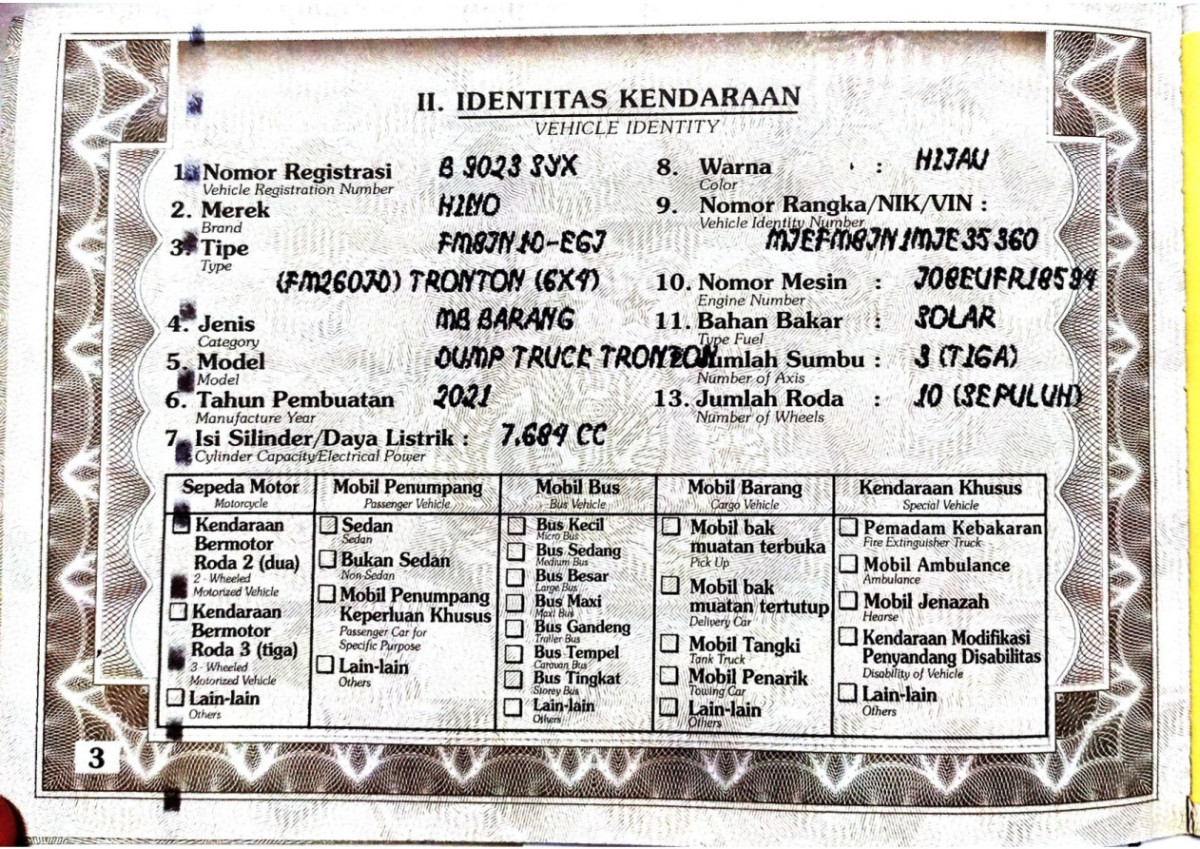 II. IDENTITAS KENDARAAN
VEHICLE IDENTITY
1. Nomor Registrasi B 9023 SYX
Vehicle Registration Number
2. Merek HINO
Brand
3. Tipe FM8JN1D-EGJ
Type
(FM260JD) TRONTON (6X4)
4. Jenis MB BARANG
Category
5. Model DUMP TRUCK TRONTON
Model
6. Tahun Pembuatan 2021
Manufacture Year
7. Isi Silinder/Daya Listrik : 7.684 CC
Cylinder Capacity/Electrical Power
8. Warna : HIJAU
Color
9. Nomor Rangka/NIK/VIN :
Vehicle Identity Number
MJEFM8JN1MJE35360
10. Nomor Mesin : J08EUFR18594
Engine Number
11. Bahan Bakar : SOLAR
Type Fuel
Jumlah Sumbu : 3 (TIGA)
Number of Axis
13. Jumlah Roda : 10 (SEPULUH)
Number of Wheels
Sepeda Motor
Motorcycle
Kendaraan
Bermotor
Roda 2 (dua)
2 - Wheeled
Motorized Vehicle
Kendaraan
Bermotor
Roda 3 (tiga)
3 - Wheeled
Motorized Vehicle
Lain-lain
Others
Mobil Penumpang
Passenger Vehicle
Sedan
Sedan
Bukan Sedan
Non-Sedan
Mobil Penumpang
Keperluan Khusus
Passenger Car for
Specific Purpose
Lain-lain
Others
Mobil Bus
Bus Vehicle
Bus Kecil
Micro Bus
Bus Sedang
Medium Bus
Bus Besar
Large Bus
Bus Maxi
Maxi Bus
Bus Gandeng
Trailer Bus
Bus Tempel
Caravan Bus
Bus Tingkat
Storey Bus
Lain-lain
Others
Mobil Barang
Cargo Vehicle
Mobil bak
muatan terbuka
Pick Up
Mobil bak
muatan tertutup
Delivery Car
Mobil Tangki
Tank Truck
Mobil Penarik
Towing Car
Lain-lain
Others
Kendaraan Khusus
Special Vehicle
Pemadam Kebakaran
Fire Extinguisher Truck
Mobil Ambulance
Ambulance
Mobil Jenazah
Hearse
Kendaraan Modifikasi
Penyandang Disabilitas
Disability of Vehicle
Lain-lain
Others
3